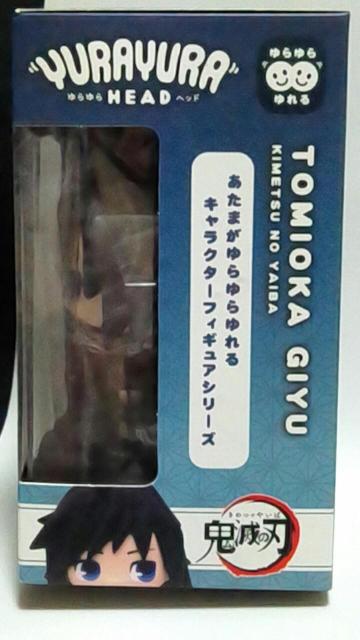 "YURAYURA"
ゆらゆら HEAD ヘッド
ゆらゆら
ゆれる
TOMIOKA GIYU
KIMETSU NO YAIBA
あたまがゆらゆらゆれる
キャラクターフィギュアシリーズ
きめつのやいば
鬼滅の刃